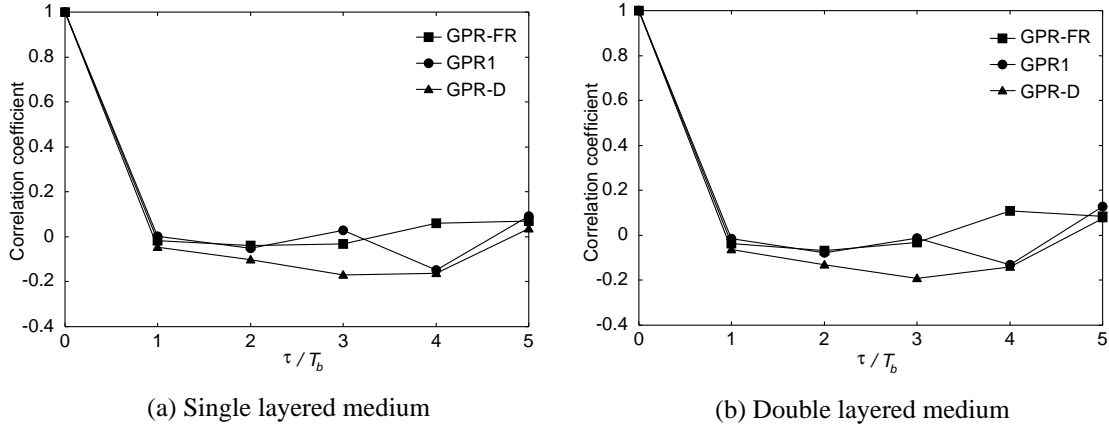 1
0.8
0.6
0.4
0.2
0
-0.2
-0.4
Correlation coefficient
GPR-FR
GPR1
GPR-D
0 1 2 3 4 5
τ / Tb
(a) Single layered medium
1
0.8
0.6
0.4
0.2
0
-0.2
-0.4
Correlation coefficient
GPR-FR
GPR1
GPR-D
0 1 2 3 4 5
τ / Tb
(b) Double layered medium